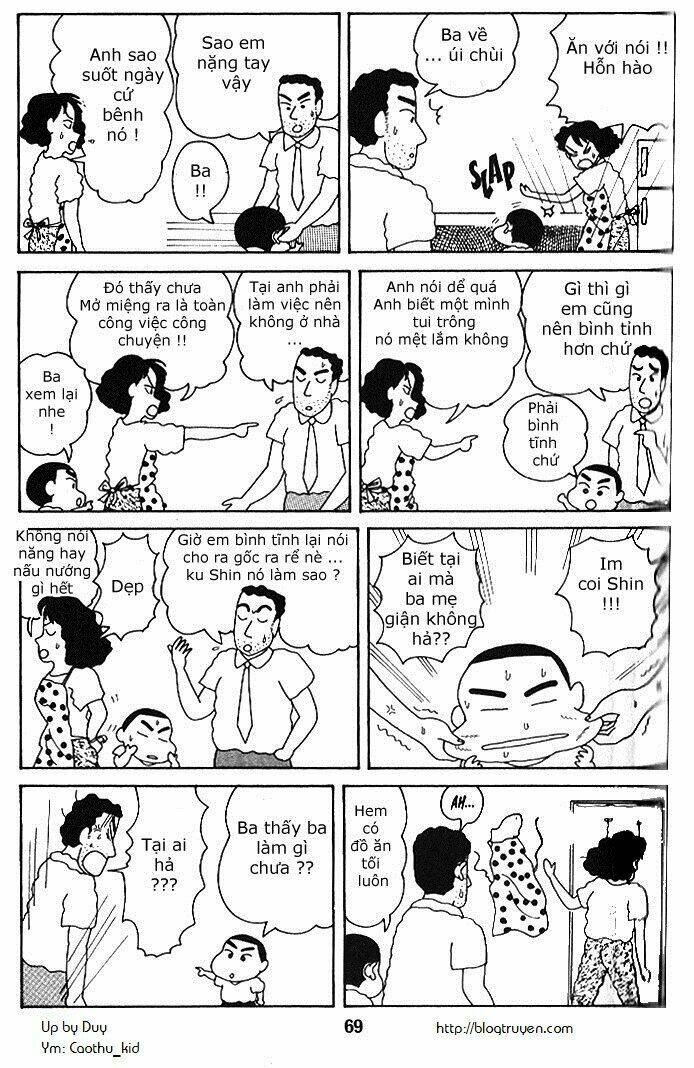 Ăn với nói !!
Hỗn hào
SLAP
Ba về
... úi chùi
Sao em
nặng tay
vậy
Ba
!!
Anh sao
suốt ngày
cứ
bênh
nó !
Gì thì gì
em cũng
nên bình tỉnh
hơn chứ
Phải
bình
tĩnh
chứ
Anh nói dể quá
Anh biết một mình
tui trông
nó mệt lắm không
Tại anh phải
làm việc nên
không ở nhà
...
Đó thấy chưa
Mở miệng ra là toàn
công việc công
chuyện !!
Ba
xem lại
nhe
!
Im
coi Shin
!!!
Biết tại
ai mà
ba mẹ
giận không
hả??
Giờ em bình tĩnh lại nói
cho ra gốc ra rể nè ...
ku Shin nó làm sao ?
Dẹp
Không nói
năng hay
nấu nướng
gì hết
AH...
Hem
có
đồ ăn
tối
luôn
Ba thấy ba
làm gì
chưa ??
Tại ai
hả
???
Up by Duy
Ym: Caothu_kid
69
http://blogtruyen.com